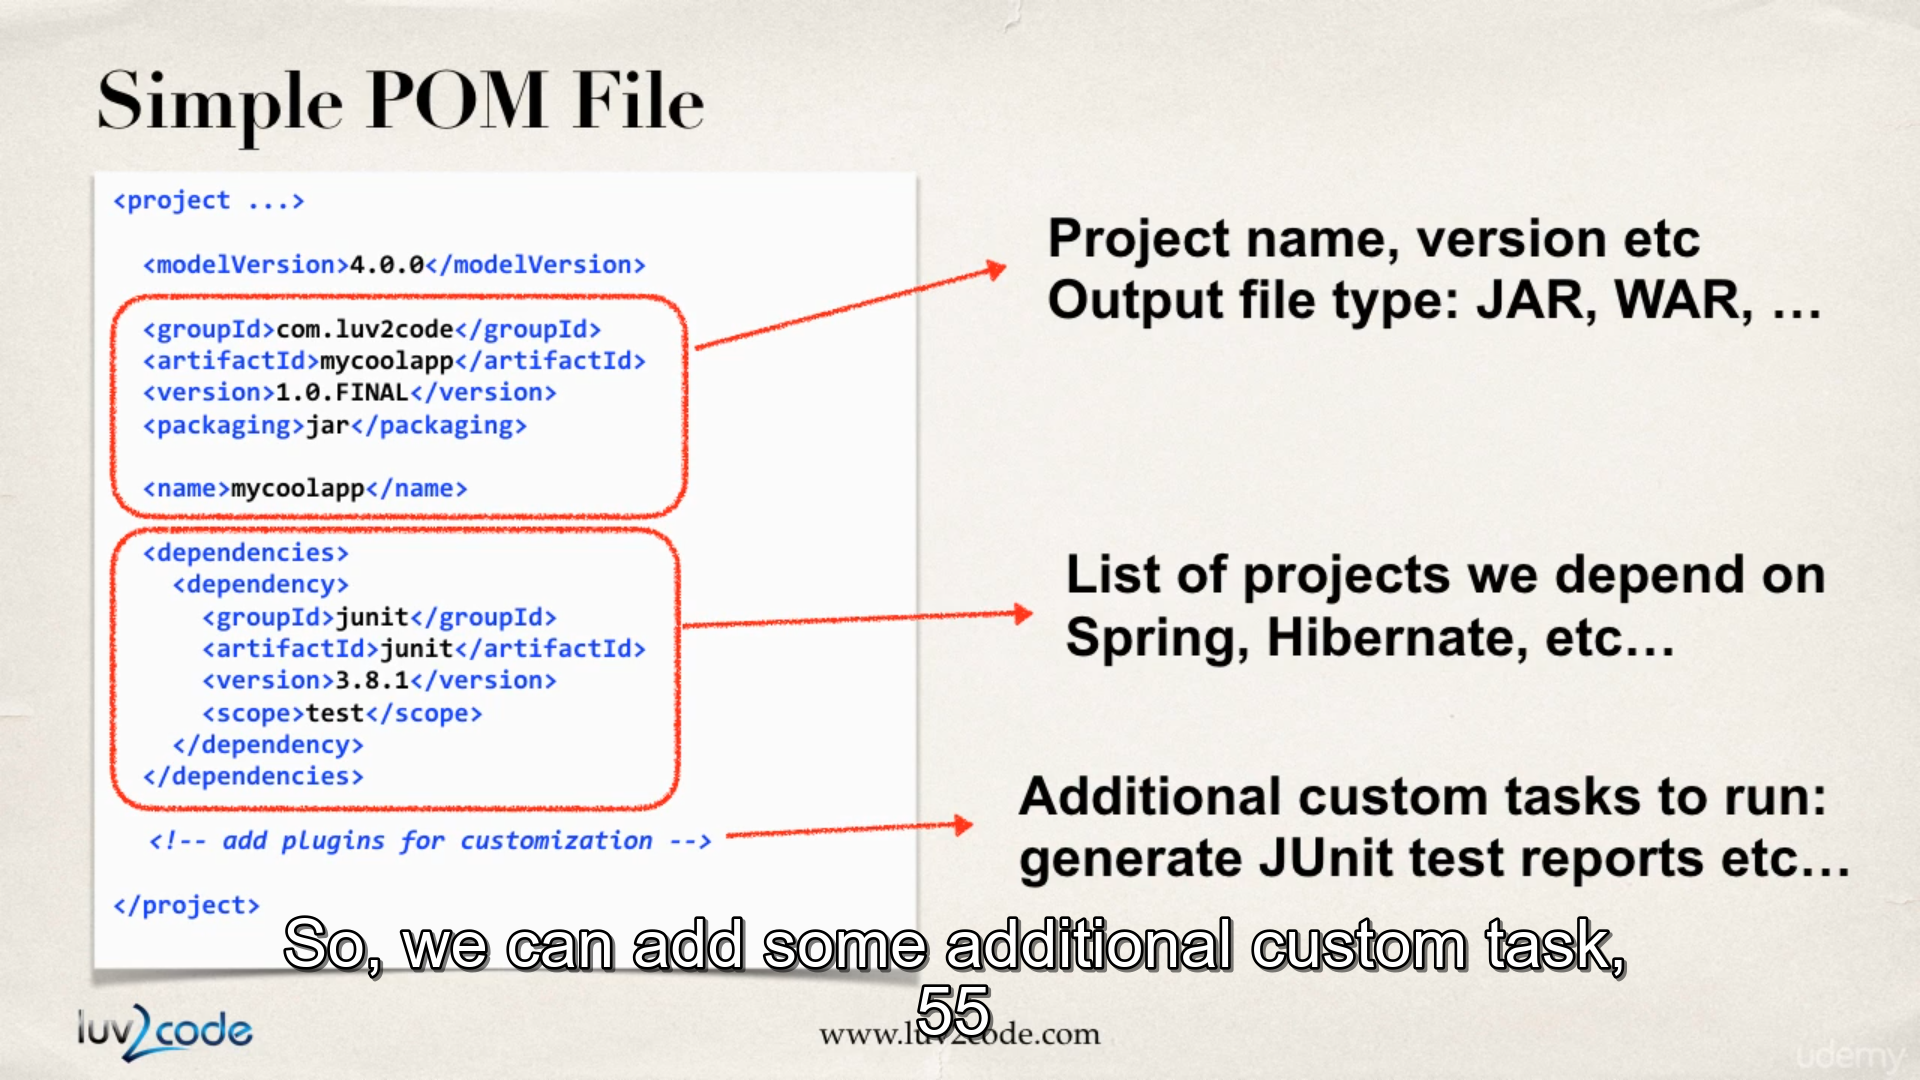 Simple POM File
<project ...>
<modelVersion>4.0.0</modelVersion>
<groupId>com.luv2code</groupId>
<artifactId>mycoolapp</artifactId>
<version>1.0.FINAL</version>
<packaging>jar</packaging>
<name>mycoolapp</name>
<dependencies>
<dependency>
<groupId>junit</groupId>
<artifactId>junit</artifactId>
<version>3.8.1</version>
<scope>test</scope>
</dependency>
</dependencies>
<!-- add plugins for customization -->
</project>
Project name, version etc
Output file type: JAR, WAR, …
List of projects we depend on
Spring, Hibernate, etc…
Additional custom tasks to run:
generate JUnit test reports etc…
So, we can add some additional custom task,
55
luv2code
www.luv2code.com
udemy